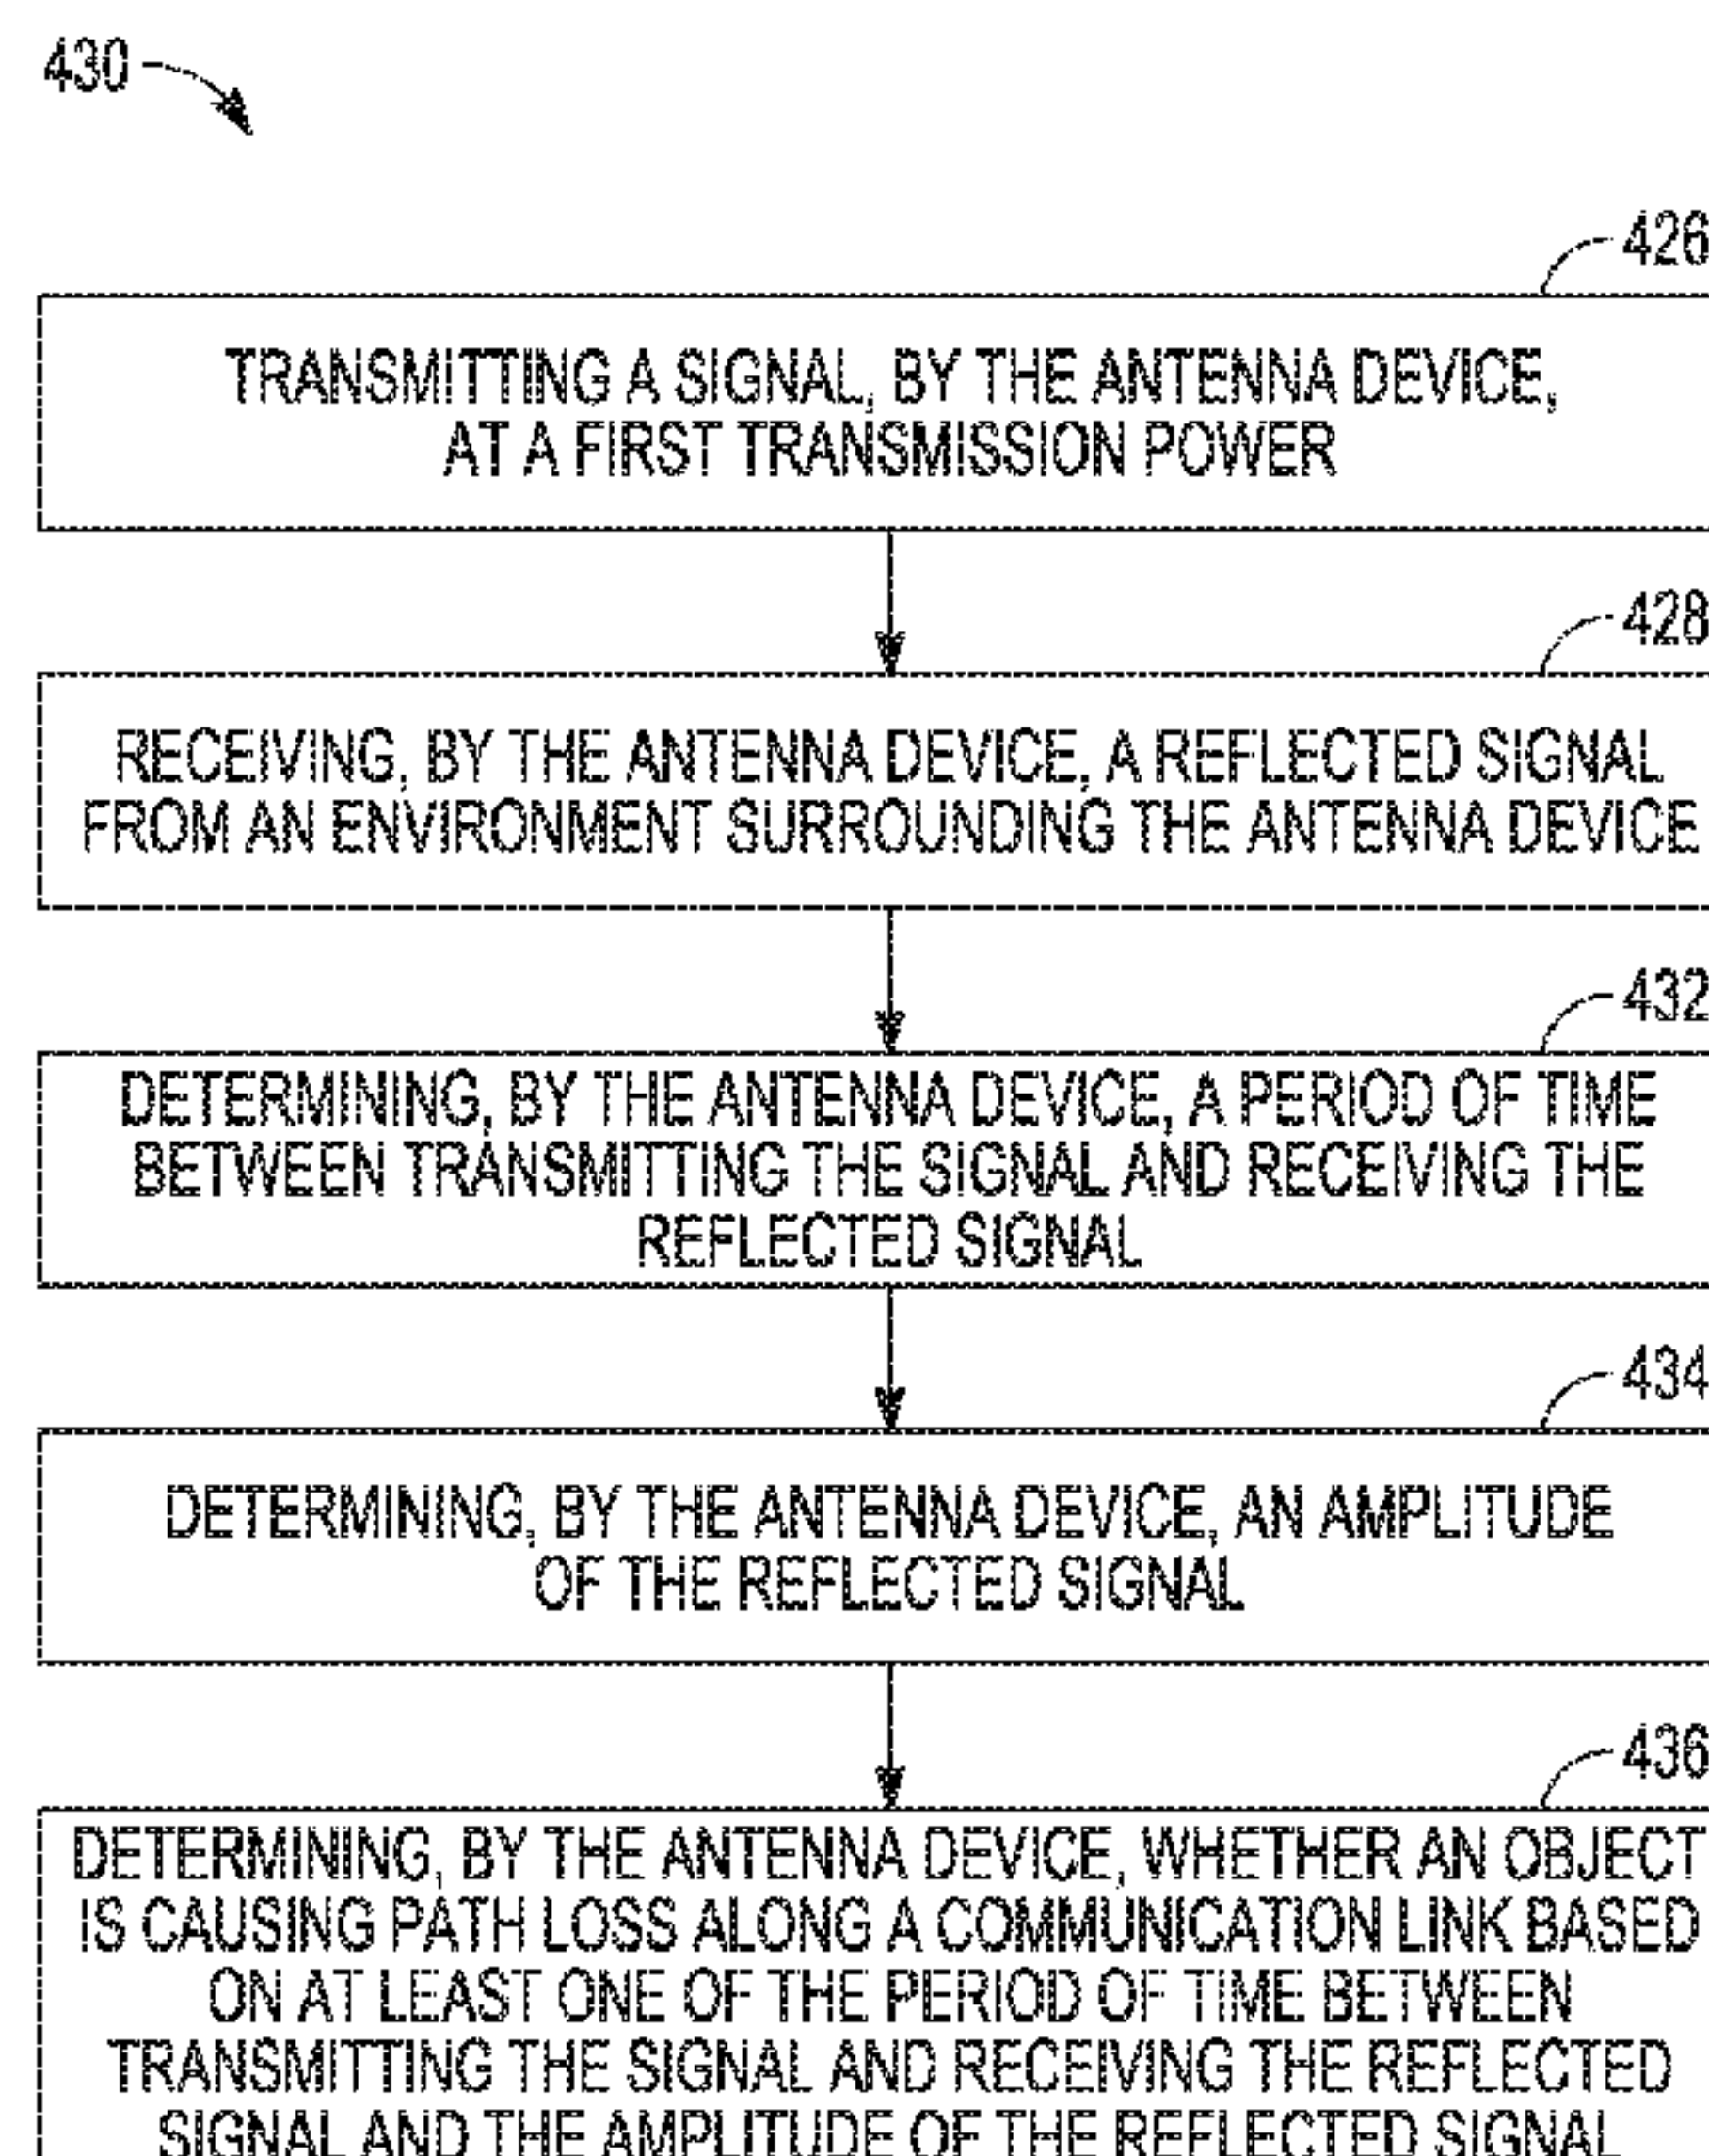 430
426
TRANSMITTING A SIGNAL, BY THE ANTENNA DEVICE,
AT A FIRST TRANSMISSION POWER
428
RECEIVING, BY THE ANTENNA DEVICE, A REFLECTED SIGNAL
FROM AN ENVIRONMENT SURROUNDING THE ANTENNA DEVICE
432
DETERMINING, BY THE ANTENNA DEVICE, A PERIOD OF TIME
BETWEEN TRANSMITTING THE SIGNAL AND RECEIVING THE
REFLECTED SIGNAL
434
DETERMINING, BY THE ANTENNA DEVICE, AN AMPLITUDE
OF THE REFLECTED SIGNAL
436
DETERMINING, BY THE ANTENNA DEVICE, WHETHER AN OBJECT
IS CAUSING PATH LOSS ALONG A COMMUNICATION LINK BASED
ON AT LEAST ONE OF THE PERIOD OF TIME BETWEEN
TRANSMITTING THE SIGNAL AND RECEIVING THE REFLECTED
SIGNAL AND THE AMPLITUDE OF THE REFLECTED SIGNAL